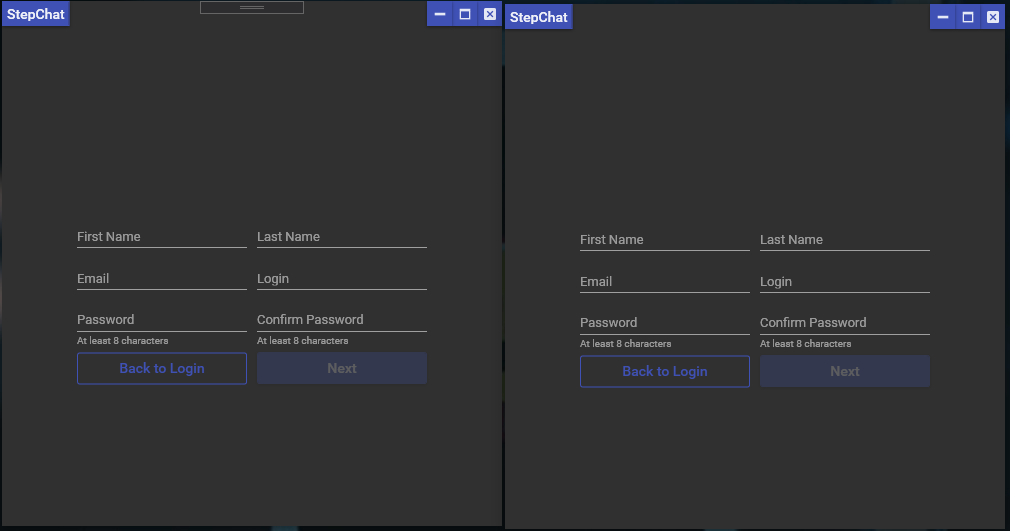 StepChat
First Name Last Name
Email Login
Password Confirm Password
At least 8 characters At least 8 characters
Back to Login Next
StepChat
First Name Last Name
Email Login
Password Confirm Password
At least 8 characters At least 8 characters
Back to Login Next